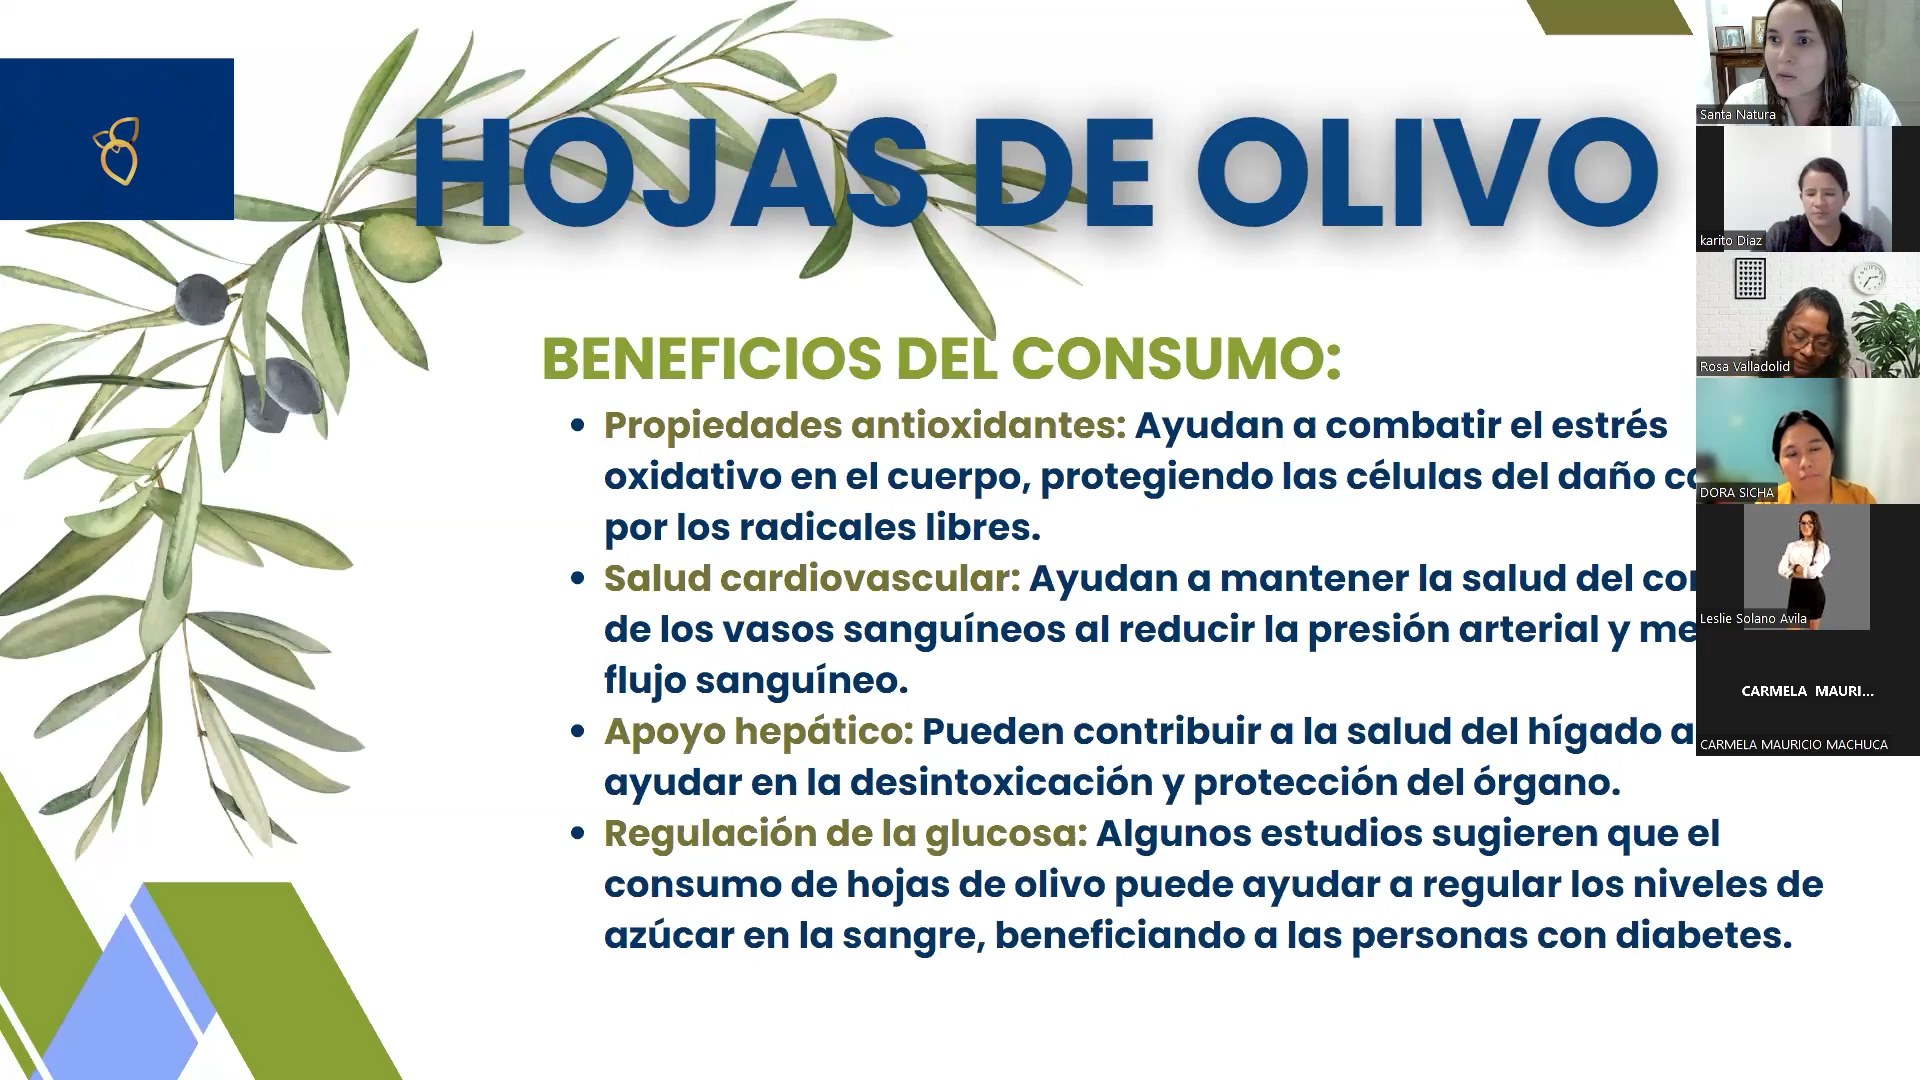 HOJAS DE OLIVO
BENEFICIOS DEL CONSUMO:
• Propiedades antioxidantes: Ayudan a combatir el estrés
oxidativo en el cuerpo, protegiendo las células del daño
por los radicales libres.
• Salud cardiovascular: Ayudan a mantener la salud del
de los vasos sanguíneos al reducir la presión arterial y
flujo sanguíneo.
• Apoyo hepático: Pueden contribuir a la salud del hígado
ayudar en la desintoxicación y protección del órgano.
• Regulación de la glucosa: Algunos estudios sugieren que el
consumo de hojas de olivo puede ayudar a regular los niveles de
azúcar en la sangre, beneficiando a las personas con diabetes.
Santa Natura
karito Díaz
Rosa Valladolid
DORA SICHA
Leslie Solano Avila
CARMELA MAURI...
CARMELA MAURICIO MACHUCA